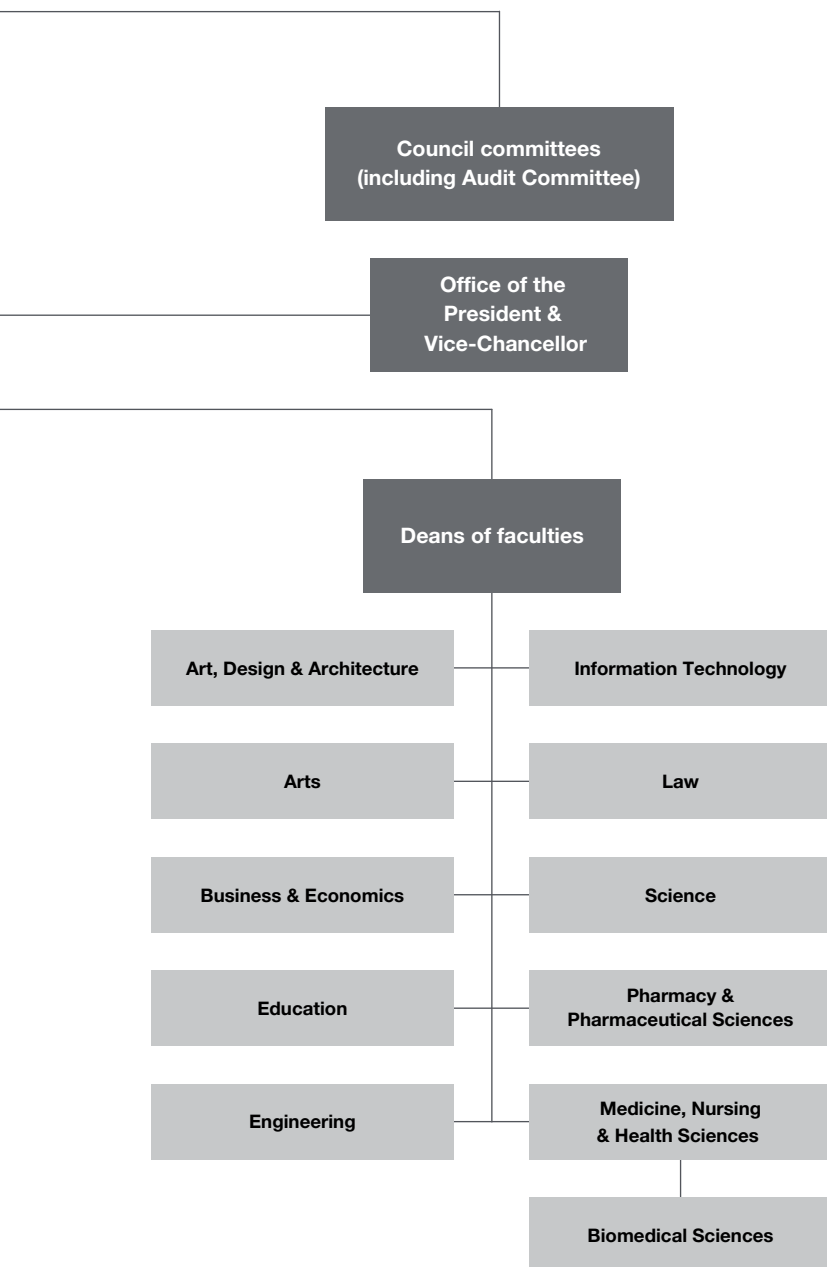 Council committees
(including Audit Committee)
Office of the
President &
Vice-Chancellor
Deans of faculties
Art, Design & Architecture
Information Technology
Arts
Law
Business & Economics
Science
Education
Pharmacy &
Pharmaceutical Sciences
Engineering
Medicine, Nursing
& Health Sciences
Biomedical Sciences